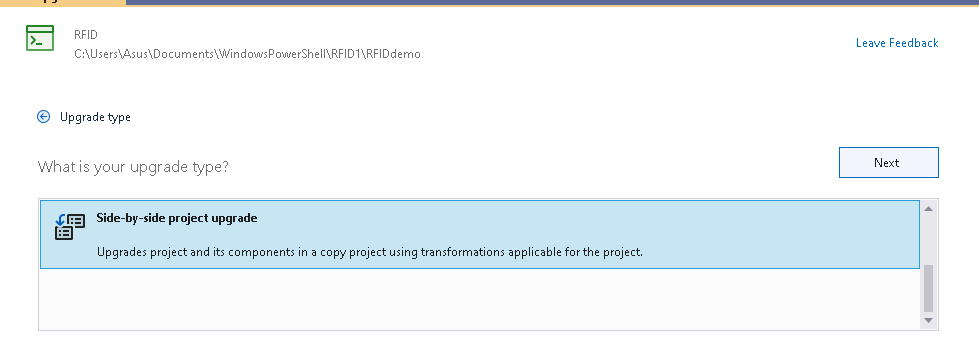 RFID
C:\Users\Asus\Documents\WindowsPowerShell\RFID1\RFIDdemo
Leave Feedback
Upgrade type
What is your upgrade type?
Next
Side-by-side project upgrade
Upgrades project and its components in a copy project using transformations applicable for the project.